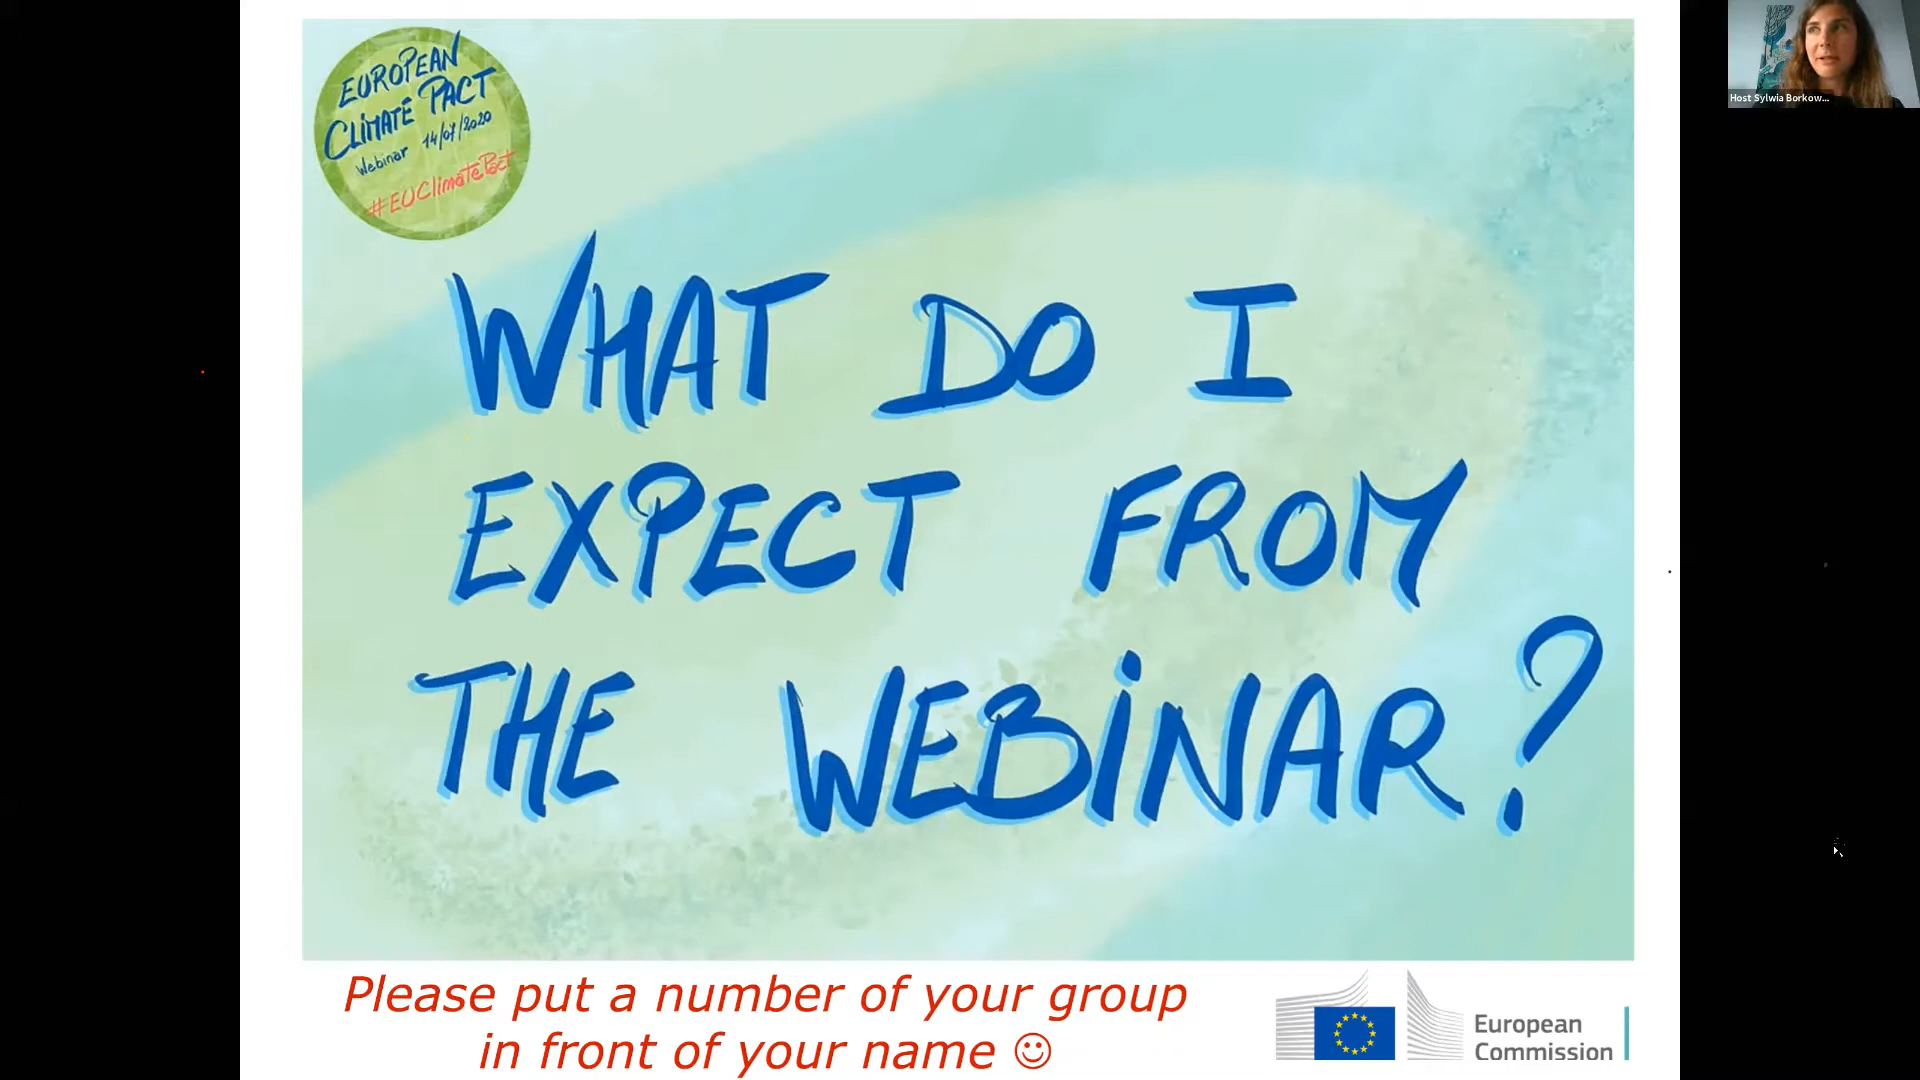 EUROPEAN
CLIMATE PACT
Webinar 14/07/2020
#EUClimatePact
Host Sylwia Borkow...
WHAT DO I
EXPECT FROM
THE WEBINAR?
Please put a number of your group
in front of your name ☺
European
Commission